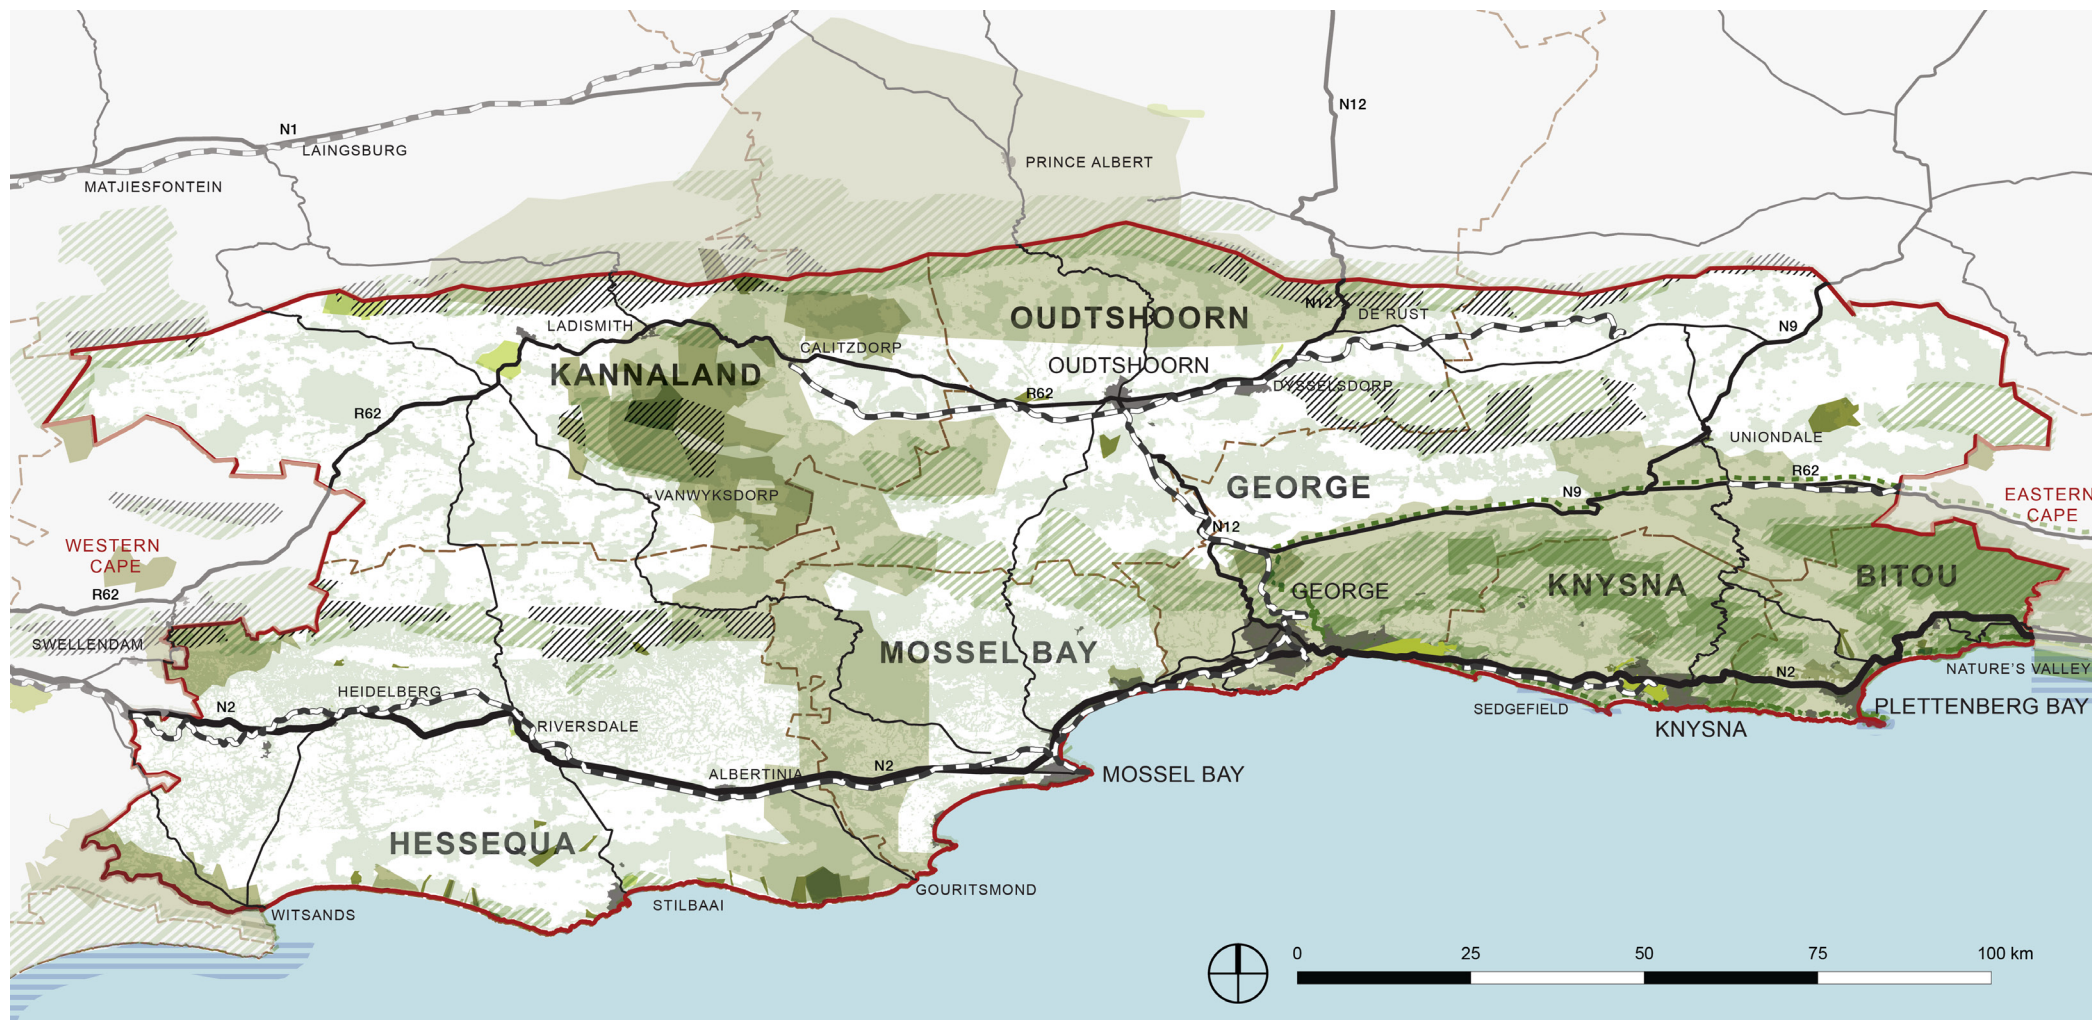 N12
N1
LAINGSBURG
PRINCE ALBERT
MATJIESFONTEIN
N12
DE RUST
OUDTSHOORN
LADISMITH
N9
CALITZDORP
OUDTSHOORN
KANNALAND
DYSSELSDORP
R62
R62
UNIONDALE
R62
GEORGE
VANWYKSDORP
N9
EASTERN
CAPE
N12
WESTERN
CAPE
BITOU
KNYSNA
GEORGE
R62
SWELLENDAM
MOSSEL BAY
NATURE'S VALLEY
N2
HEIDELBERG
N2
PLETTENBERG BAY
SEDGEFIELD
KNYSNA
RIVERSDALE
ALBERTINIA
N2
MOSSEL BAY
HESSEQUA
GOURITSMOND
STILBAAI
WITSANDS
0 25 50 75 100 km